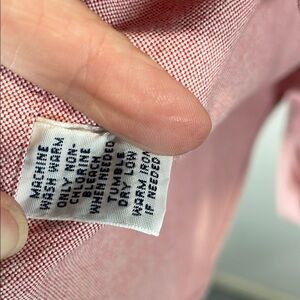 MACHINE
WASH WARM
ONLY NON-
CHLORINE
BLEACH
WHEN NEEDED
TUMBLE
DRY LOW
WARM IRON
IF NEEDED